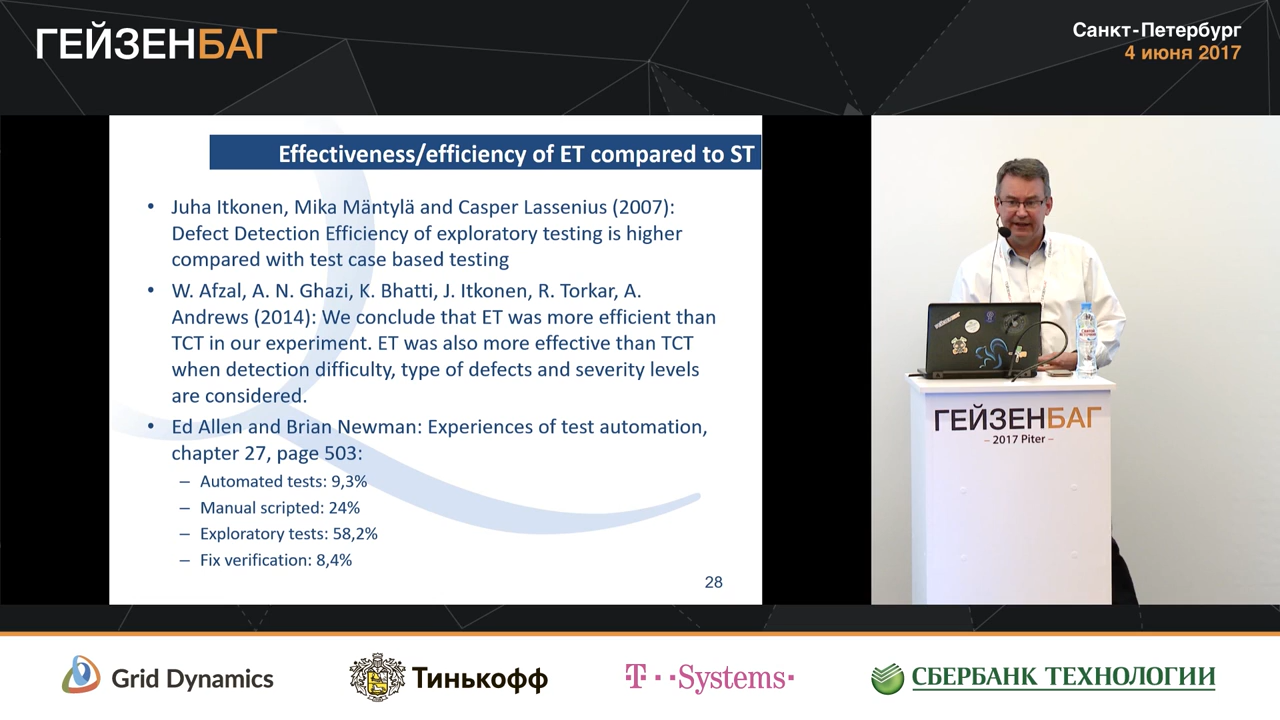 ГЕЙЗЕНБАГ
Санкт-Петербург
4 июня 2017
Effectiveness/efficiency of ET compared to ST
• Juha Itkonen, Mika Mäntylä and Casper Lassenius (2007):
Defect Detection Efficiency of exploratory testing is higher
compared with test case based testing
• W. Afzal, A. N. Ghazi, K. Bhatti, J. Itkonen, R. Torkar, A.
Andrews (2014): We conclude that ET was more efficient than
TCT in our experiment. ET was also more effective than TCT
when detection difficulty, type of defects and severity levels
are considered.
• Ed Allen and Brian Newman: Experiences of test automation,
chapter 27, page 503:
– Automated tests: 9,3%
– Manual scripted: 24%
– Exploratory tests: 58,2%
– Fix verification: 8,4%
28
ГЕЙЗЕНБАГ
– 2017 Piter –
Grid Dynamics
Тинькофф
T··Systems·
СБЕРБАНК ТЕХНОЛОГИИ